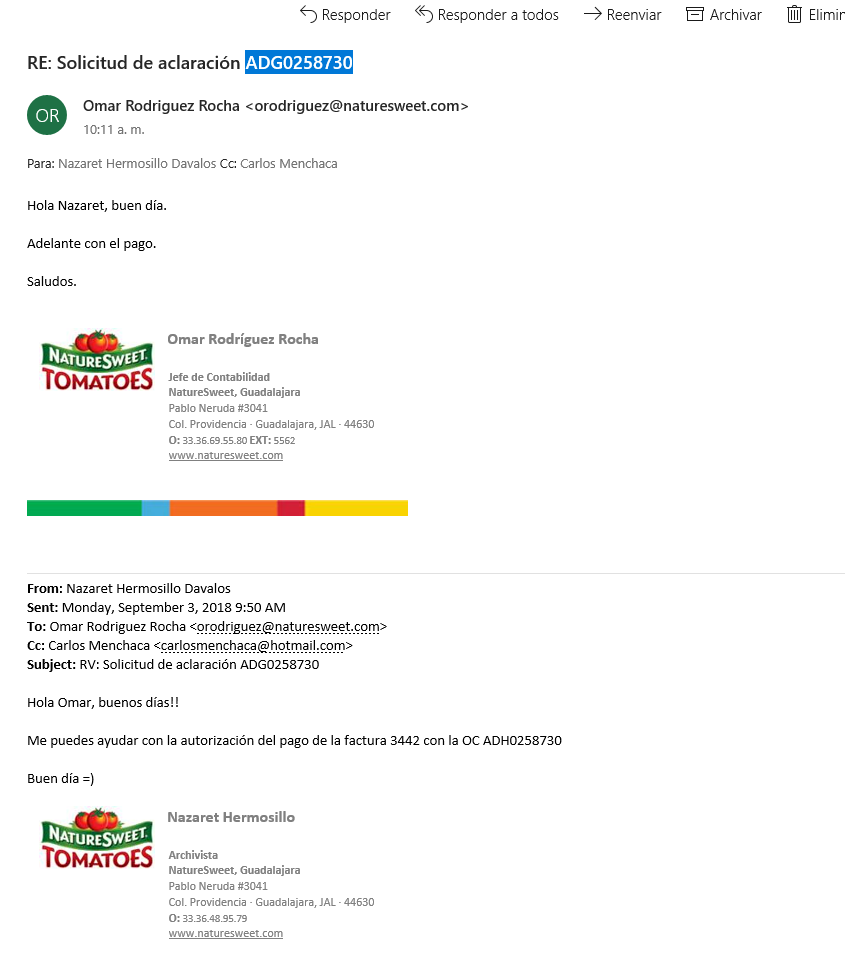 Responder Responder a todos Reenviar Archivar Elimin
RE: Solicitud de aclaración ADG0258730
OR
Omar Rodriguez Rocha <orodriguez@naturesweet.com>
10:11 a. m.
Para: Nazaret Hermosillo Davalos Cc: Carlos Menchaca
Hola Nazaret, buen día.
Adelante con el pago.
Saludos.
NATURESWEET
TOMATOES
Omar Rodríguez Rocha
Jefe de Contabilidad
NatureSweet, Guadalajara
Pablo Neruda #3041
Col. Providencia · Guadalajara, JAL · 44630
O: 33.36.69.55.80 EXT: 5562
www.naturesweet.com
From: Nazaret Hermosillo Davalos
Sent: Monday, September 3, 2018 9:50 AM
To: Omar Rodriguez Rocha <orodriguez@naturesweet.com>
Cc: Carlos Menchaca <carlosmenchaca@hotmail.com>
Subject: RV: Solicitud de aclaración ADG0258730
Hola Omar, buenos días!!
Me puedes ayudar con la autorización del pago de la factura 3442 con la OC ADH0258730
Buen día =)
NATURESWEET
TOMATOES
Nazaret Hermosillo
Archivista
NatureSweet, Guadalajara
Pablo Neruda #3041
Col. Providencia · Guadalajara, JAL · 44630
O: 33.36.48.95.79
www.naturesweet.com